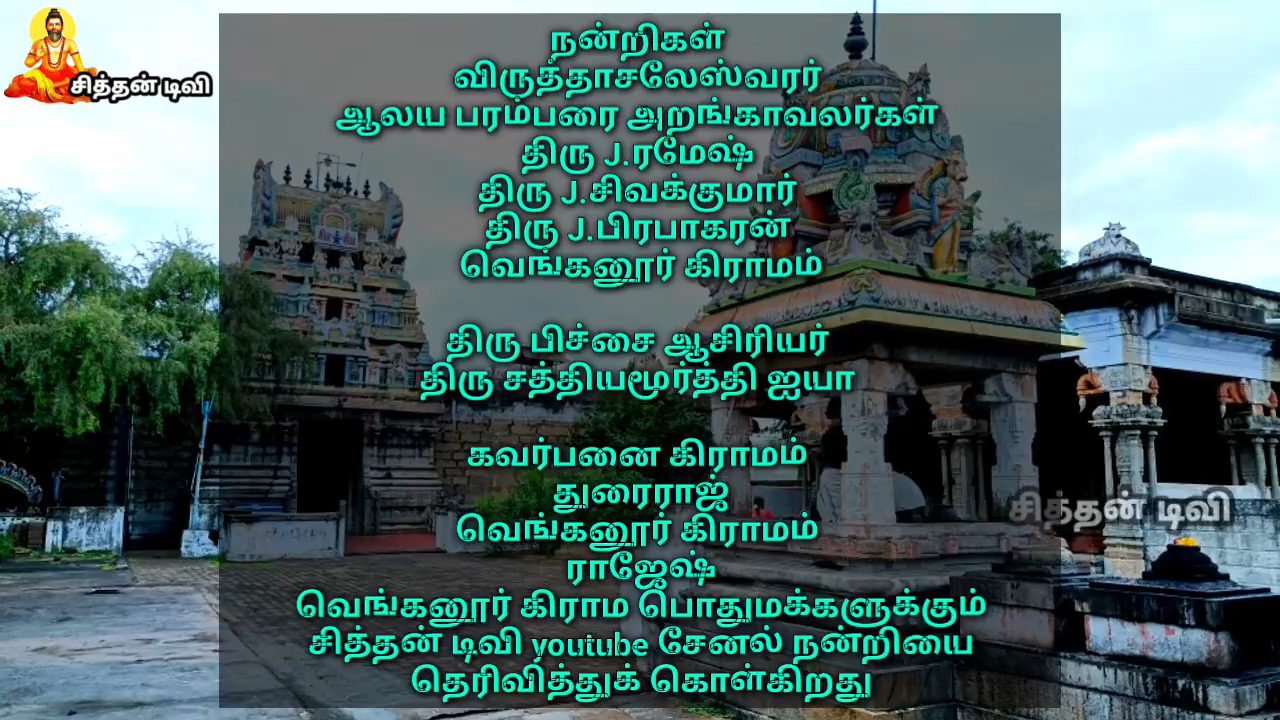 சித்தன் டிவி
நன்றிகள்
விருத்தாசலேஸ்வரர்
ஆலய பரம்பரை அறங்காவலர்கள்
திரு J.ரமேஷ்
திரு J.சிவக்குமார்
திரு J.பிரபாகரன்
வெங்கனூர் கிராமம்
திரு பிச்சை ஆசிரியர்
திரு சத்தியமூர்த்தி ஐயா
கவர்பனை கிராமம்
துரைராஜ்
வெங்கனூர் கிராமம்
ராஜேஷ்
வெங்கனூர் கிராம பொதுமக்களுக்கும்
சித்தன் டிவி youtube சேனல் நன்றியை
தெரிவித்துக் கொள்கிறது
சித்தன் டிவி